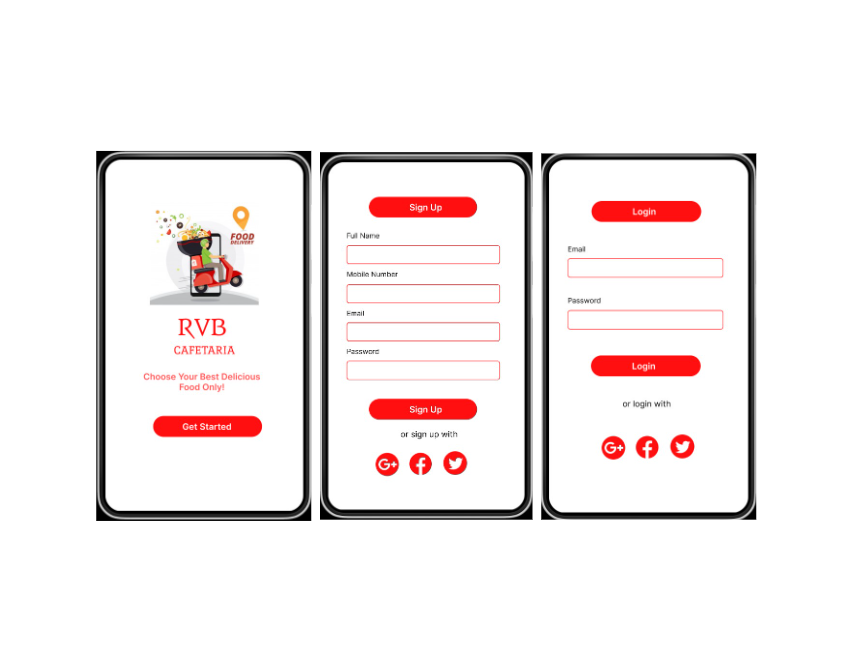 FOOD
DELIVERY
RVB
CAFETARIA
Choose Your Best Delicious
Food Only!
Get Started
Sign Up
Full Name
Mobile Number
Email
Password
Sign Up
or sign up with
G+
Login
Email
Password
Login
or login with
G+